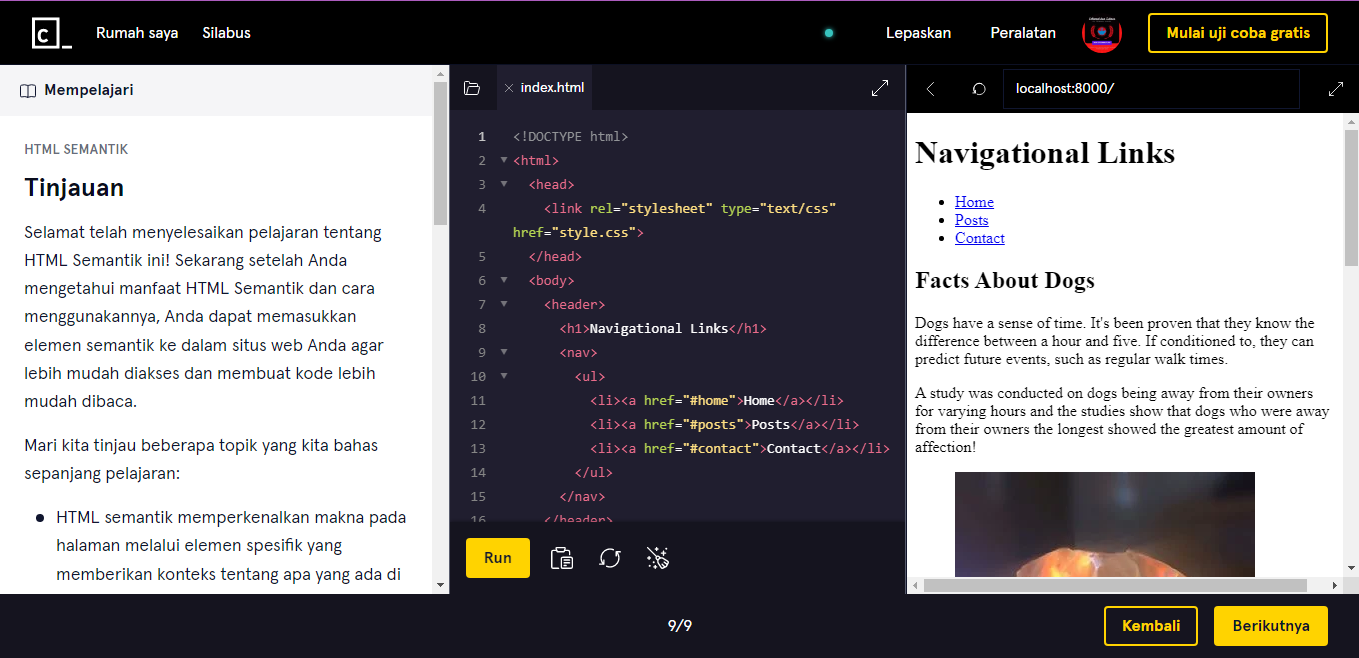 Rumah saya
Silabus
Lepaskan
Peralatan
Mulai uji coba gratis
Mempelajari
HTML SEMANTIK
Tinjauan
Selamat telah menyelesaikan pelajaran tentang
HTML Semantik ini! Sekarang setelah Anda
mengetahui manfaat HTML Semantik dan cara
menggunakannya, Anda dapat memasukkan
elemen semantik ke dalam situs web Anda agar
lebih mudah diakses dan membuat kode lebih
mudah dibaca.
Mari kita tinjau beberapa topik yang kita bahas
sepanjang pelajaran:
HTML semantik memperkenalkan makna pada
halaman melalui elemen spesifik yang
memberikan konteks tentang apa yang ada di
index.html
1 <!DOCTYPE html>
2 <html>
3 <head>
4 <link rel="stylesheet" type="text/css"
href="style.css">
5 </head>
6 <body>
7 <header>
8 <h1>Navigational Links</h1>
9 <nav>
10 <ul>
11 <li><a href="#home">Home</a></li>
12 <li><a href="#posts">Posts</a></li>
13 <li><a href="#contact">Contact</a></li>
14 </ul>
15 </nav>
16 </header>
Run
localhost:8000/
Navigational Links
Home
Posts
Contact
Facts About Dogs
Dogs have a sense of time. It's been proven that they know the
difference between a hour and five. If conditioned to, they can
predict future events, such as regular walk times.
A study was conducted on dogs being away from their owners
for varying hours and the studies show that dogs who were away
from their owners the longest showed the greatest amount of
affection!
9/9
Kembali
Berikutnya